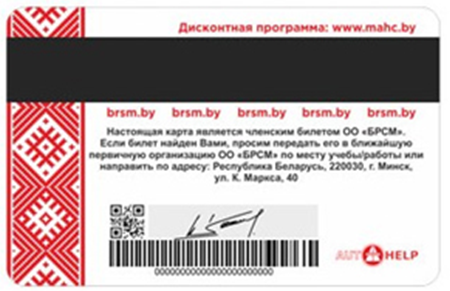 Дисконтная программа: www.mahc.by
brsm.by brsm.by brsm.by brsm.by brsm.by
Настоящая карта является членским билетом ОО «БРСМ».
Если билет найден Вами, просим передать его в ближайшую
первичную организацию ОО «БРСМ» по месту учебы/работы или
направить по адресу: Республика Беларусь, 220030, г. Минск,
ул. К. Маркса, 40
AUTO HELP